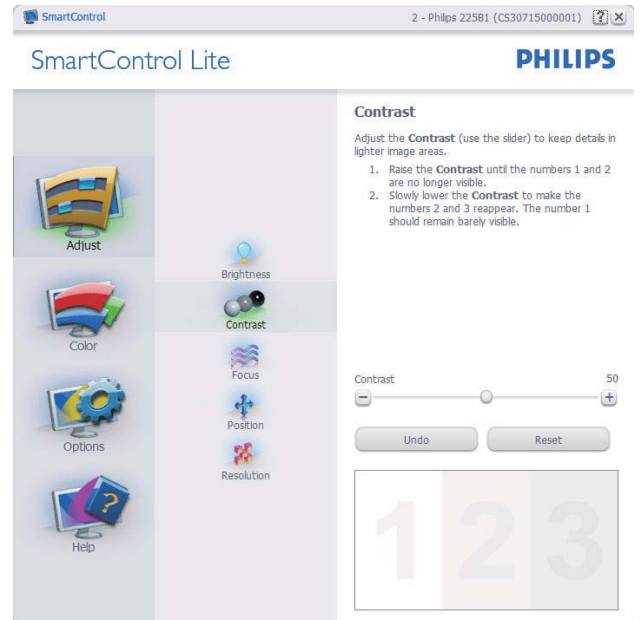 SmartControl
2 - Philips 225B1 (CS30715000001)
?
SmartControl Lite
PHILIPS
Adjust
Color
Options
Help
Brightness
Contrast
Focus
Position
Resolution
Contrast
Adjust the Contrast (use the slider) to keep details in
lighter image areas.
1. Raise the Contrast until the numbers 1 and 2
are no longer visible.
2. Slowly lower the Contrast to make the
numbers 2 and 3 reappear. The number 1
should remain barely visible.
Contrast 50
Undo Reset
1 2 3